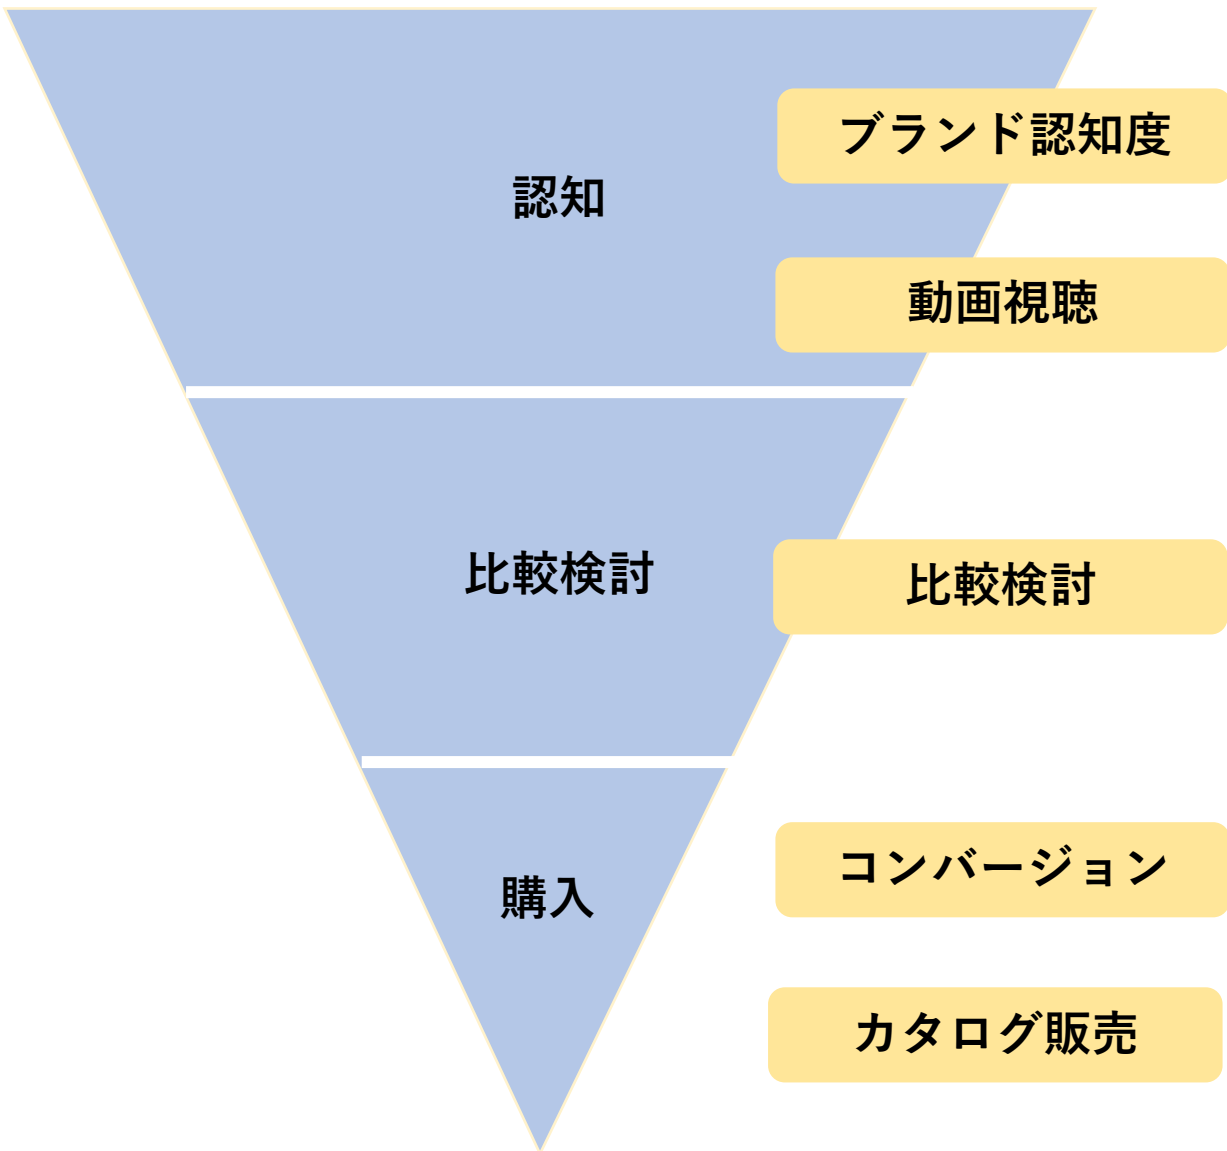 ブランド認知度
認知
動画視聴
比較検討
比較検討
コンバージョン
購入
カタログ販売